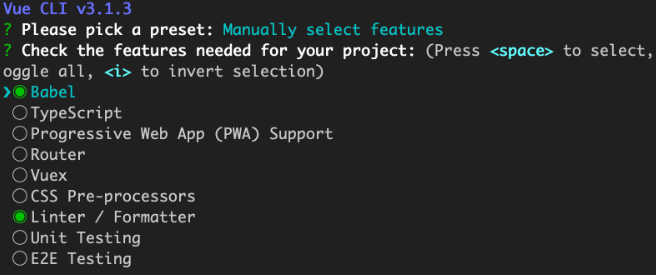 Vue CLI v3.1.3
? Please pick a preset: Manually select features
? Check the features needed for your project: (Press <space> to select,
oggle all, <i> to invert selection)
❯◉ Babel
◯ TypeScript
◯ Progressive Web App (PWA) Support
◯ Router
◯ Vuex
◯ CSS Pre-processors
◉ Linter / Formatter
◯ Unit Testing
◯ E2E Testing